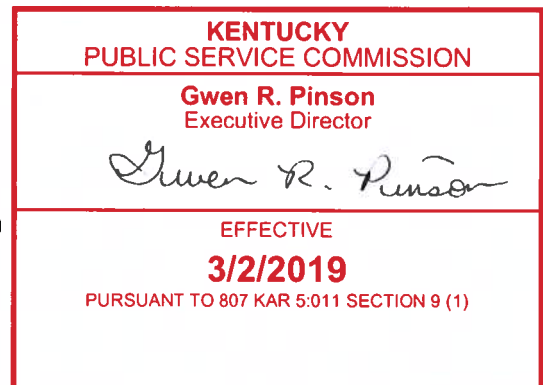 KENTUCKY
PUBLIC SERVICE COMMISSION
Gwen R. Pinson
Executive Director
Gwen R. Pinson
EFFECTIVE
3/2/2019
PURSUANT TO 807 KAR 5:011 SECTION 9 (1)